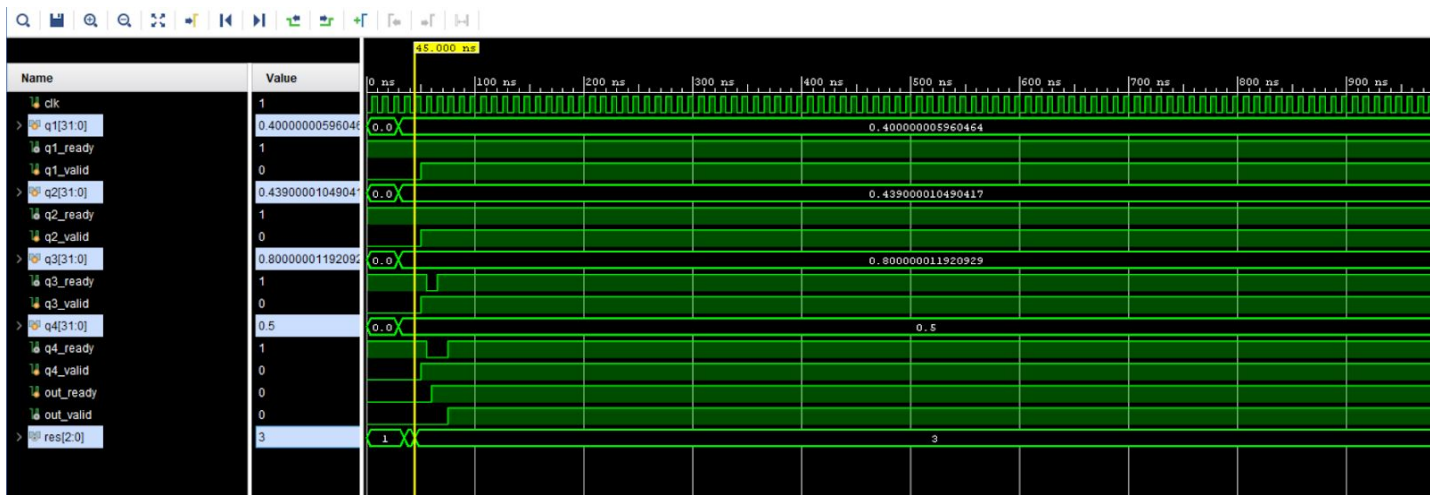 45.000 ns
Name Value 0 ns 100 ns 200 ns 300 ns 400 ns 500 ns 600 ns 700 ns 800 ns 900 ns
clk 1
q1[31:0] 0.40000000596046 0.0 0.400000005960464
q1_ready 1
q1_valid 0
q2[31:0] 0.43900001049041 0.0 0.439000010490417
q2_ready 1
q2_valid 0
q3[31:0] 0.80000001192092 0.0 0.800000011920929
q3_ready 1
q3_valid 0
q4[31:0] 0.5 0.0 0.5
q4_ready 1
q4_valid 0
out_ready 0
out_valid 0
res[2:0] 3 1 3